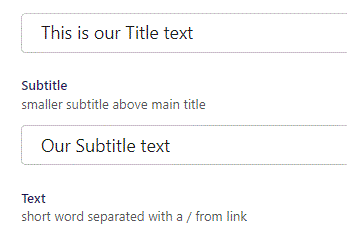 This is our Title text
Subtitle
smaller subtitle above main title
Our Subtitle text
Text
short word separated with a / from link